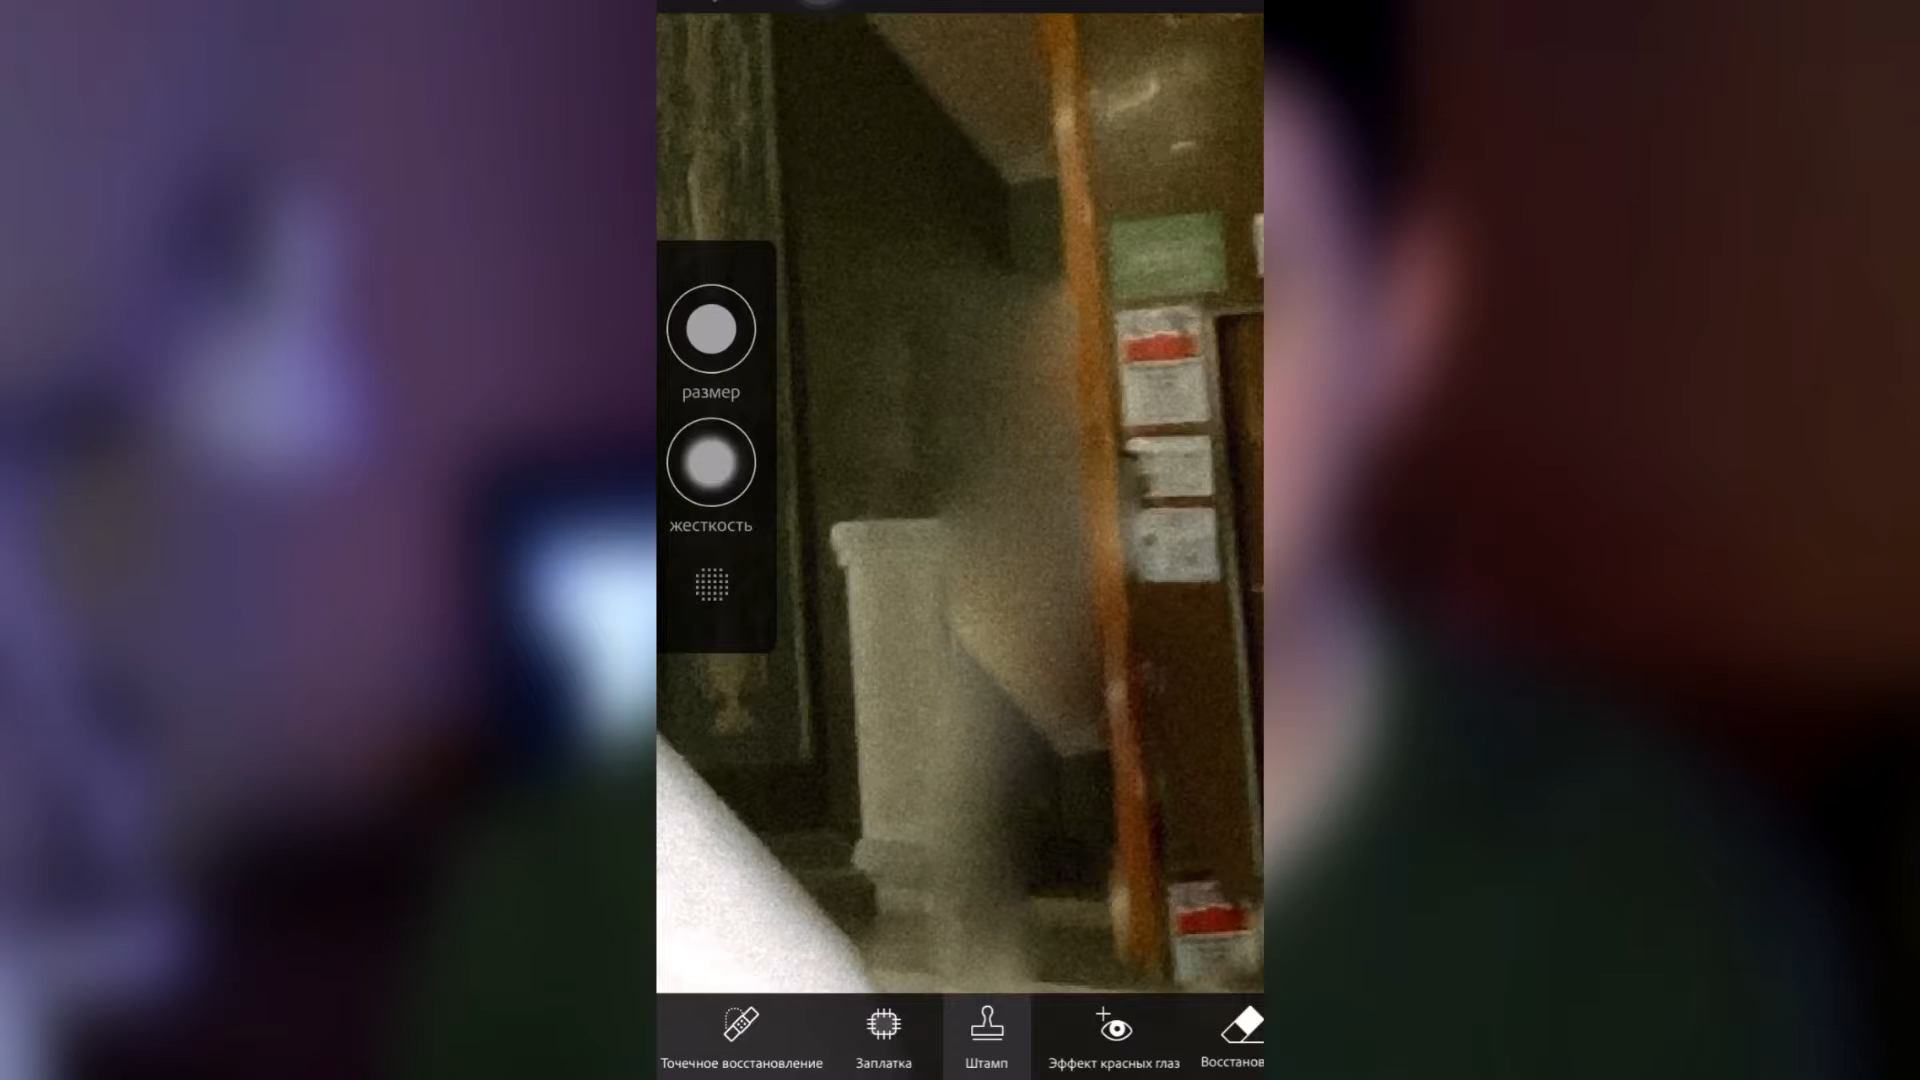 размер
жесткость
Точечное восстановление
Заплатка
Штамп
Эффект красных глаз
Восстанов